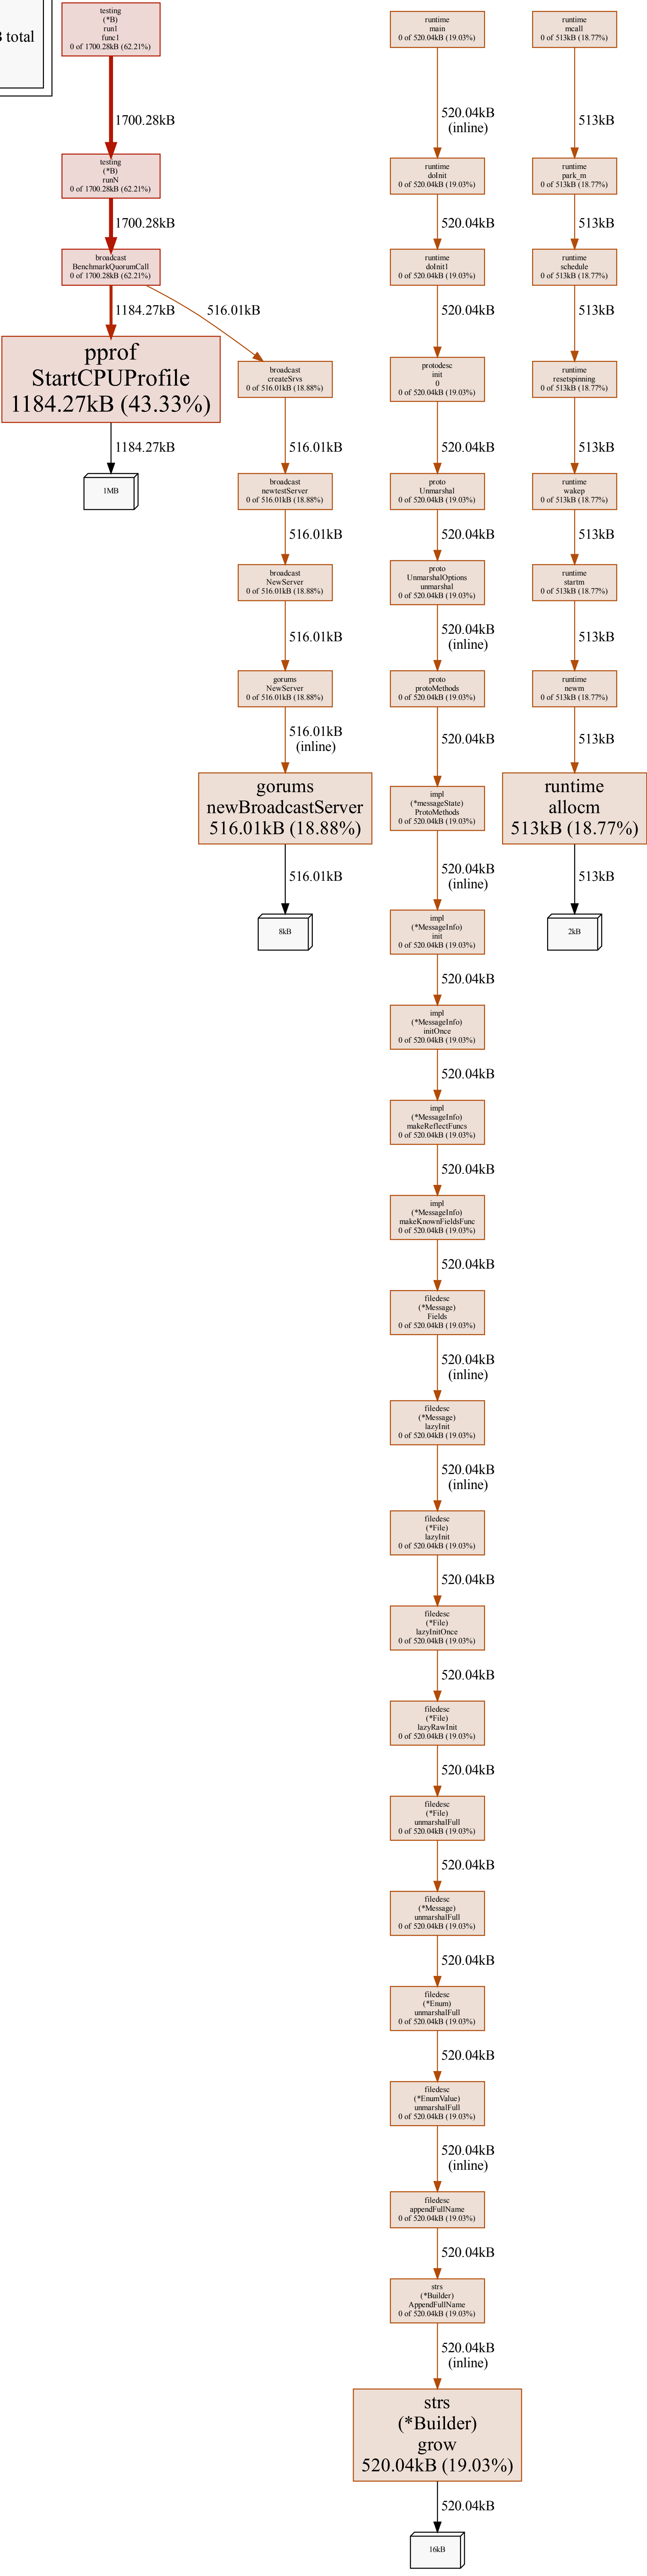 total
testing
(*B)
run1
func1
0 of 1700.28kB (62.21%)
1700.28kB
testing
(*B)
runN
0 of 1700.28kB (62.21%)
1700.28kB
broadcast
BenchmarkQuorumCall
0 of 1700.28kB (62.21%)
1184.27kB
516.01kB
pprof
StartCPUProfile
1184.27kB (43.33%)
1184.27kB
1MB
broadcast
createSrvs
0 of 516.01kB (18.88%)
516.01kB
broadcast
newtestServer
0 of 516.01kB (18.88%)
516.01kB
broadcast
NewServer
0 of 516.01kB (18.88%)
516.01kB
gorums
NewServer
0 of 516.01kB (18.88%)
516.01kB
(inline)
gorums
newBroadcastServer
516.01kB (18.88%)
516.01kB
8kB
runtime
main
0 of 520.04kB (19.03%)
520.04kB
(inline)
runtime
doInit
0 of 520.04kB (19.03%)
520.04kB
runtime
doInit1
0 of 520.04kB (19.03%)
520.04kB
protodesc
init
0
0 of 520.04kB (19.03%)
520.04kB
proto
Unmarshal
0 of 520.04kB (19.03%)
520.04kB
proto
UnmarshalOptions
unmarshal
0 of 520.04kB (19.03%)
520.04kB
(inline)
proto
protoMethods
0 of 520.04kB (19.03%)
520.04kB
impl
(*messageState)
ProtoMethods
0 of 520.04kB (19.03%)
520.04kB
(inline)
impl
(*MessageInfo)
init
0 of 520.04kB (19.03%)
520.04kB
impl
(*MessageInfo)
initOnce
0 of 520.04kB (19.03%)
520.04kB
impl
(*MessageInfo)
makeReflectFuncs
0 of 520.04kB (19.03%)
520.04kB
impl
(*MessageInfo)
makeKnownFieldsFunc
0 of 520.04kB (19.03%)
520.04kB
filedesc
(*Message)
Fields
0 of 520.04kB (19.03%)
520.04kB
(inline)
filedesc
(*Message)
lazyInit
0 of 520.04kB (19.03%)
520.04kB
(inline)
filedesc
(*File)
lazyInit
0 of 520.04kB (19.03%)
520.04kB
filedesc
(*File)
lazyInitOnce
0 of 520.04kB (19.03%)
520.04kB
filedesc
(*File)
lazyRawInit
0 of 520.04kB (19.03%)
520.04kB
filedesc
(*File)
unmarshalFull
0 of 520.04kB (19.03%)
520.04kB
filedesc
(*Message)
unmarshalFull
0 of 520.04kB (19.03%)
520.04kB
filedesc
(*Enum)
unmarshalFull
0 of 520.04kB (19.03%)
520.04kB
filedesc
(*EnumValue)
unmarshalFull
0 of 520.04kB (19.03%)
520.04kB
(inline)
filedesc
appendFullName
0 of 520.04kB (19.03%)
520.04kB
strs
(*Builder)
AppendFullName
0 of 520.04kB (19.03%)
520.04kB
(inline)
strs
(*Builder)
grow
520.04kB (19.03%)
520.04kB
16kB
runtime
mcall
0 of 513kB (18.77%)
513kB
runtime
park_m
0 of 513kB (18.77%)
513kB
runtime
schedule
0 of 513kB (18.77%)
513kB
runtime
resetspinning
0 of 513kB (18.77%)
513kB
runtime
wakep
0 of 513kB (18.77%)
513kB
runtime
startm
0 of 513kB (18.77%)
513kB
runtime
newm
0 of 513kB (18.77%)
513kB
runtime
allocm
513kB (18.77%)
513kB
2kB